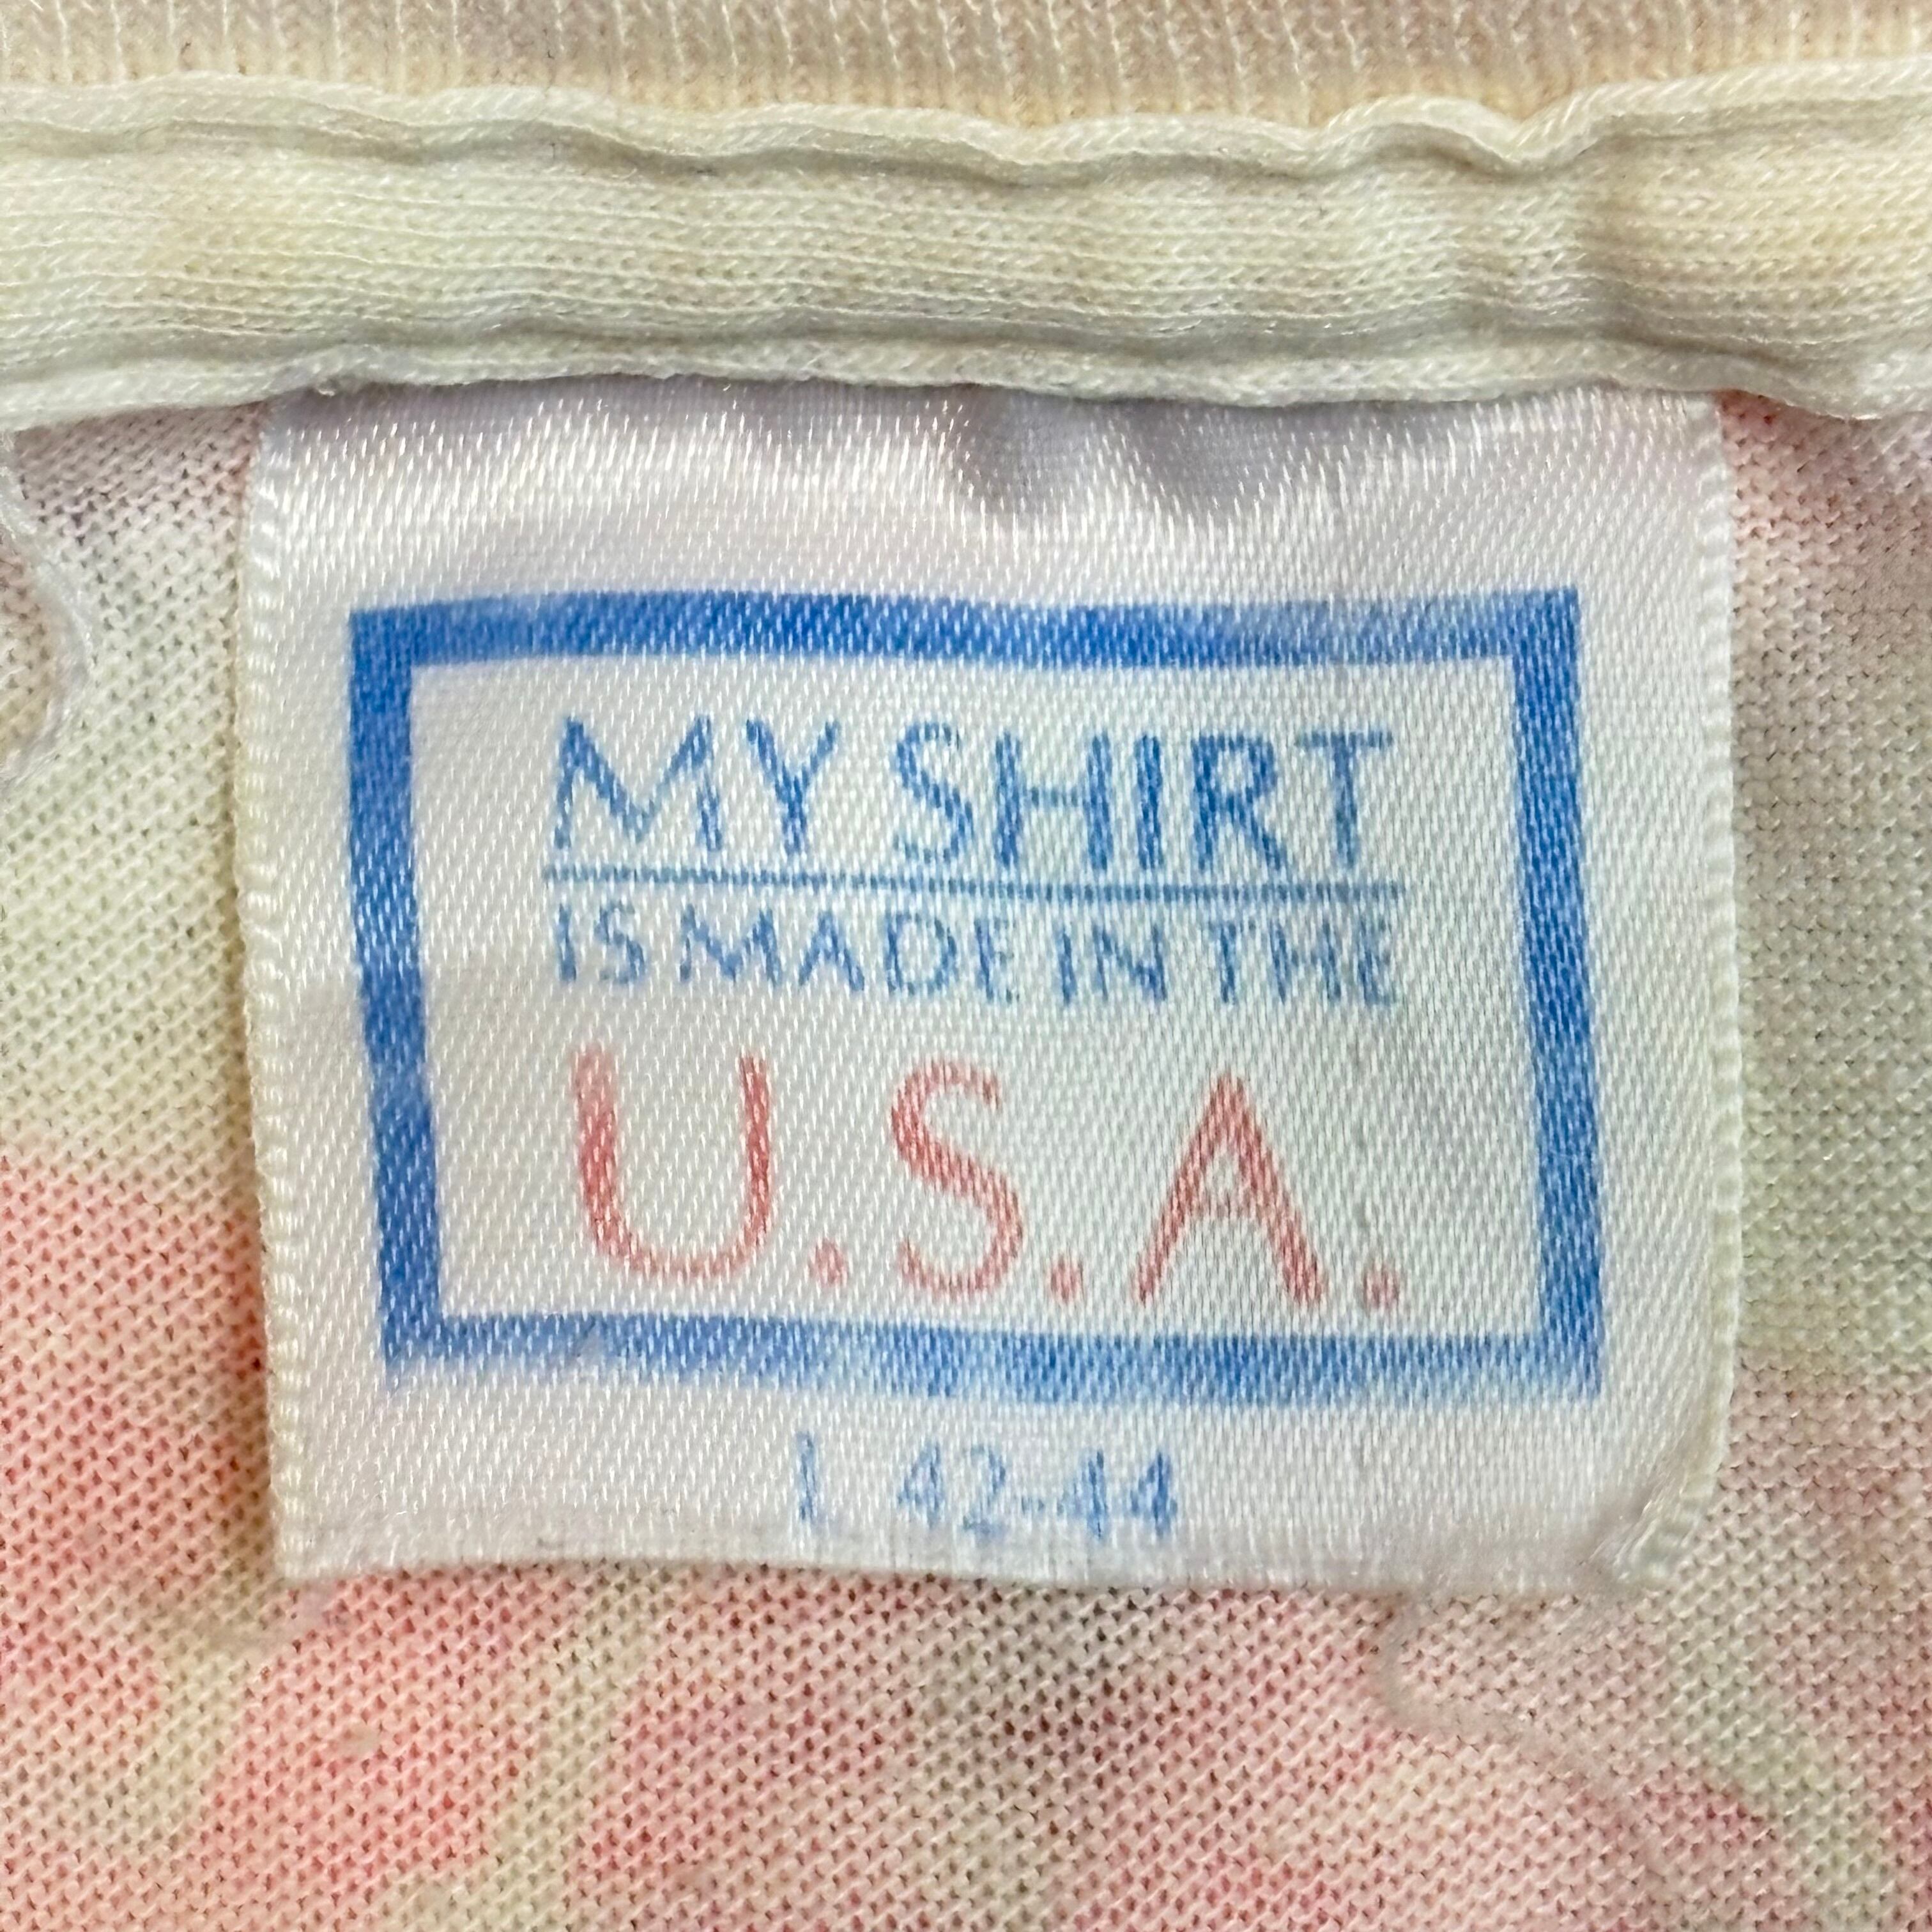 MY SHIRT
IS MADE IN THE
U.S.A.
L 42-44